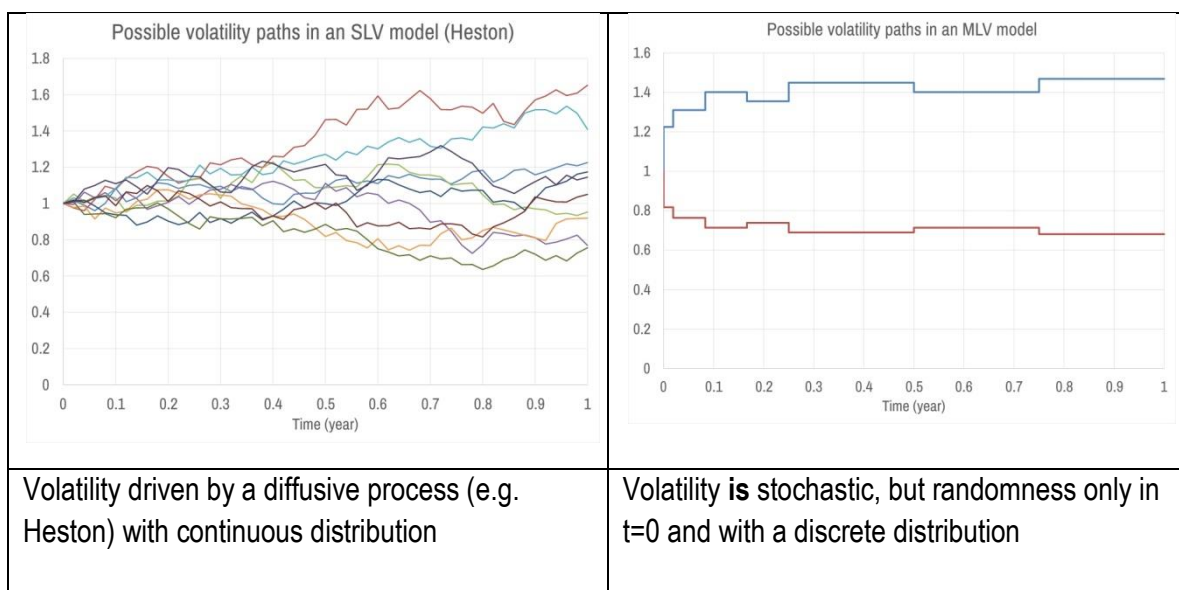 Possible volatility paths in an SLV model (Heston)
1.8
1.6
1.4
1.2
1
0.8
0.6
0.4
0.2
0
0 0.1 0.2 0.3 0.4 0.5 0.6 0.7 0.8 0.9 1
Time (year)
Possible volatility paths in an MLV model
1.6
1.4
1.2
1
0.8
0.6
0.4
0.2
0
0 0.1 0.2 0.3 0.4 0.5 0.6 0.7 0.8 0.9 1
Time (year)
Volatility driven by a diffusive process (e.g.
Heston) with continuous distribution
Volatility is stochastic, but randomness only in
t=0 and with a discrete distribution